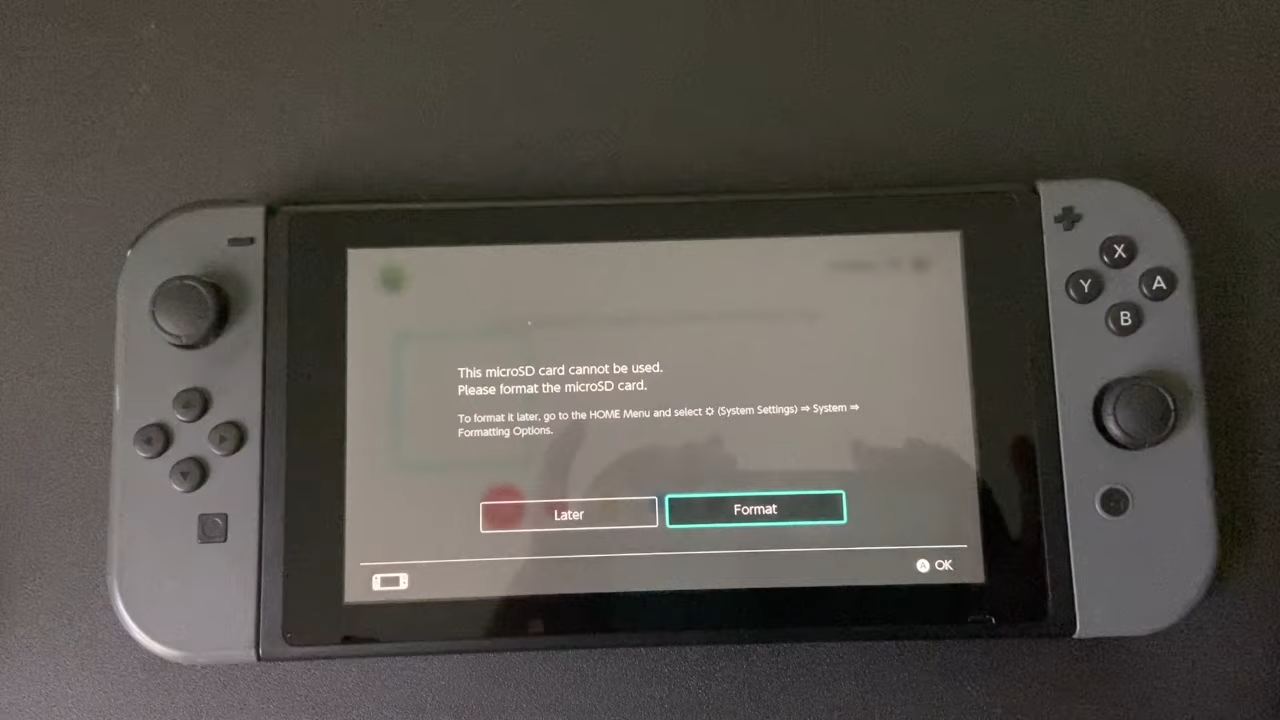 This microSD card cannot be used.
Please format the microSD card.
To format it later, go to the HOME Menu and select (System Settings) ⇒ System ⇒
Formatting Options.
Later
Format
A OK
X
Y
A
B